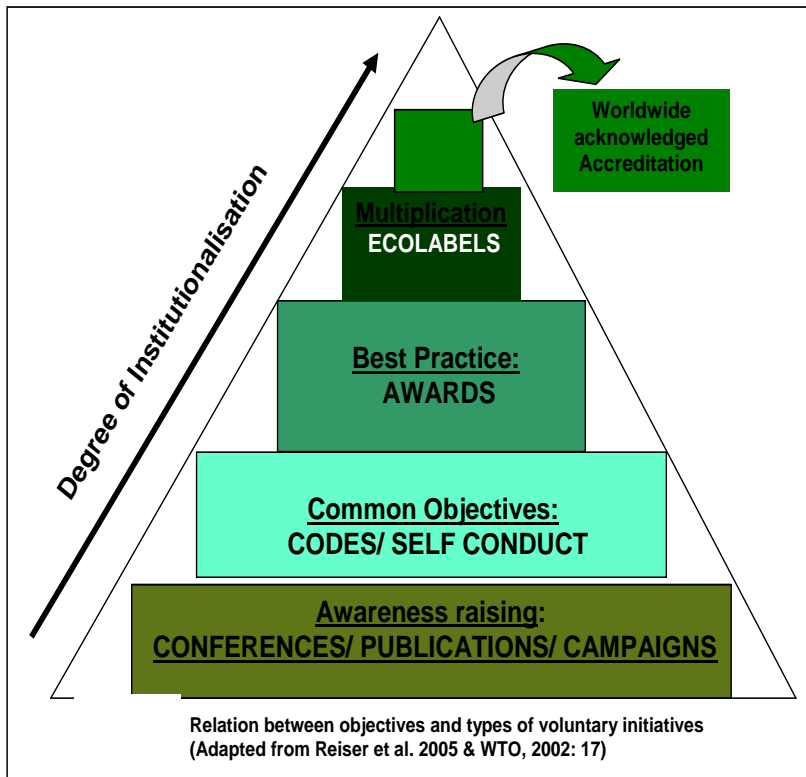 Worldwide
acknowledged
Accreditation
Degree of Institutionalisation
Multiplication
ECOLABELS
Best Practice:
AWARDS
Common Objectives:
CODES/ SELF CONDUCT
Awareness raising:
CONFERENCES/ PUBLICATIONS/ CAMPAIGNS
Relation between objectives and types of voluntary initiatives
(Adapted from Reiser et al. 2005 & WTO, 2002: 17)